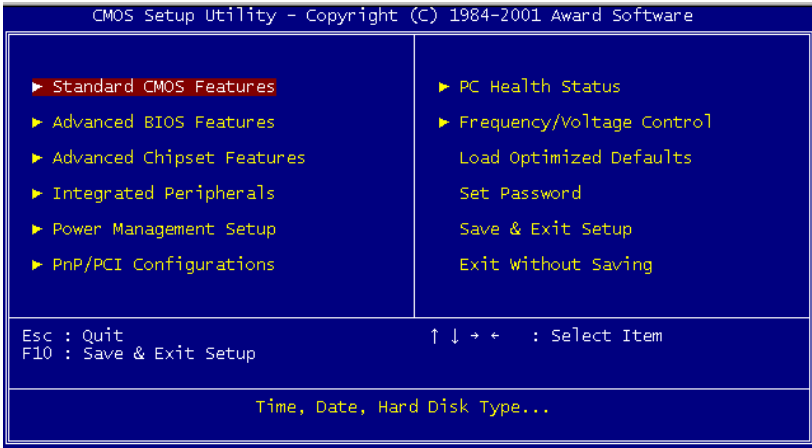 CMOS Setup Utility – Copyright (C) 1984-2001 Award Software
► Standard CMOS Features
► Advanced BIOS Features
► Advanced Chipset Features
► Integrated Peripherals
► Power Management Setup
► PnP/PCI Configurations
► PC Health Status
► Frequency/Voltage Control
Load Optimized Defaults
Set Password
Save & Exit Setup
Exit Without Saving
Esc : Quit
F10 : Save & Exit Setup
↑ ↓ → ← : Select Item
Time, Date, Hard Disk Type...